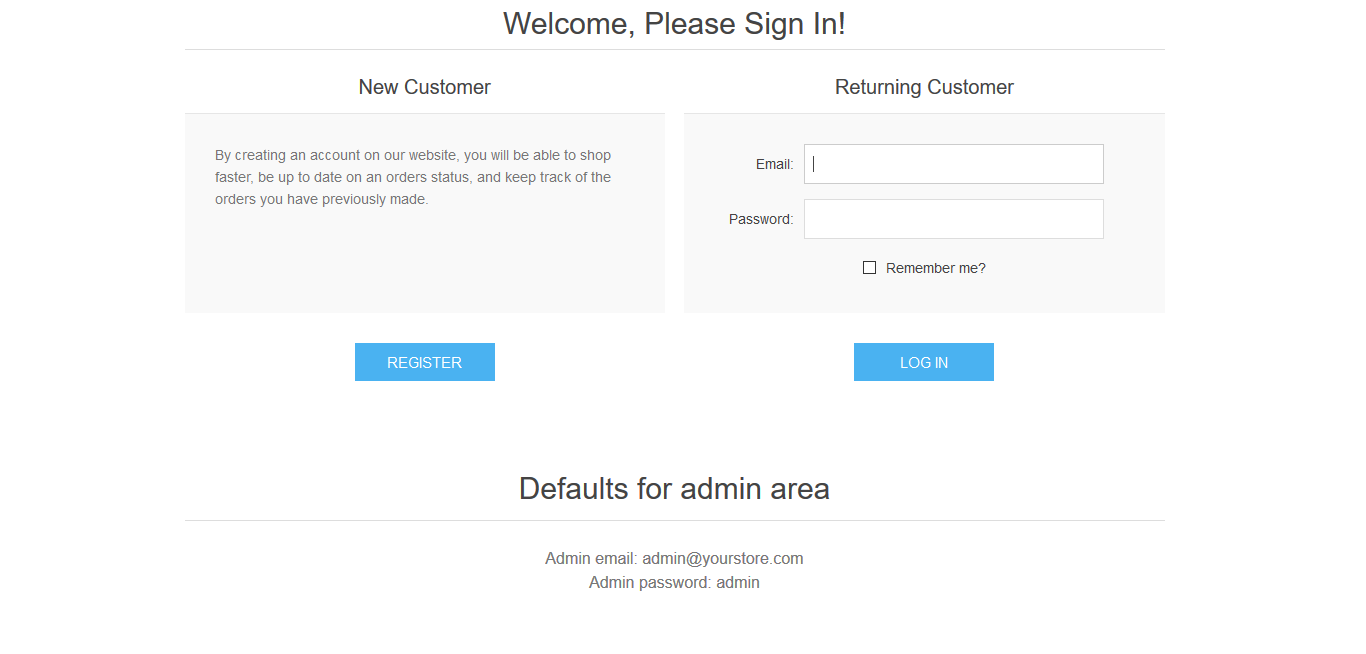 Welcome, Please Sign In!
New Customer
By creating an account on our website, you will be able to shop
faster, be up to date on an orders status, and keep track of the
orders you have previously made.
REGISTER
Returning Customer
Email:
Password:
Remember me?
LOG IN
Defaults for admin area
Admin email: admin@yourstore.com
Admin password: admin